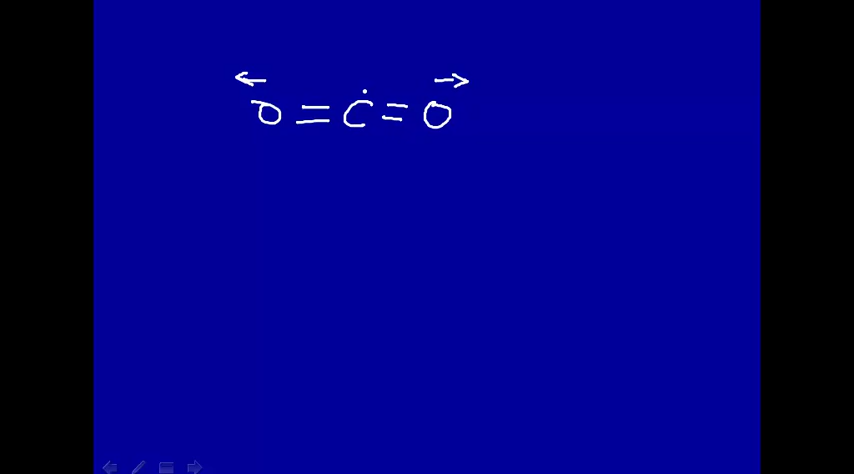 O = C = O